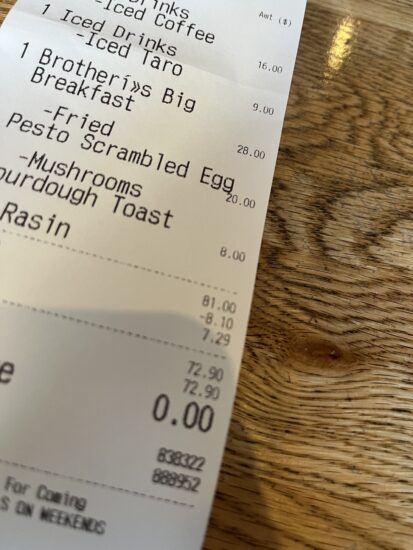 Drinks
Amt ($)
-Iced Coffee
1 Iced Drinks
16.00
-Iced Taro
1 Brotherí»s Big
9.00
Breakfast
-Fried
28.00
Pesto Scrambled Egg
20.00
-Mushrooms
ourdough Toast
8.00
Rasin
81.00
-8.10
7.29
72.90
72.90
e
0.00
838322
888952
For Coming
S ON WEEKENDS